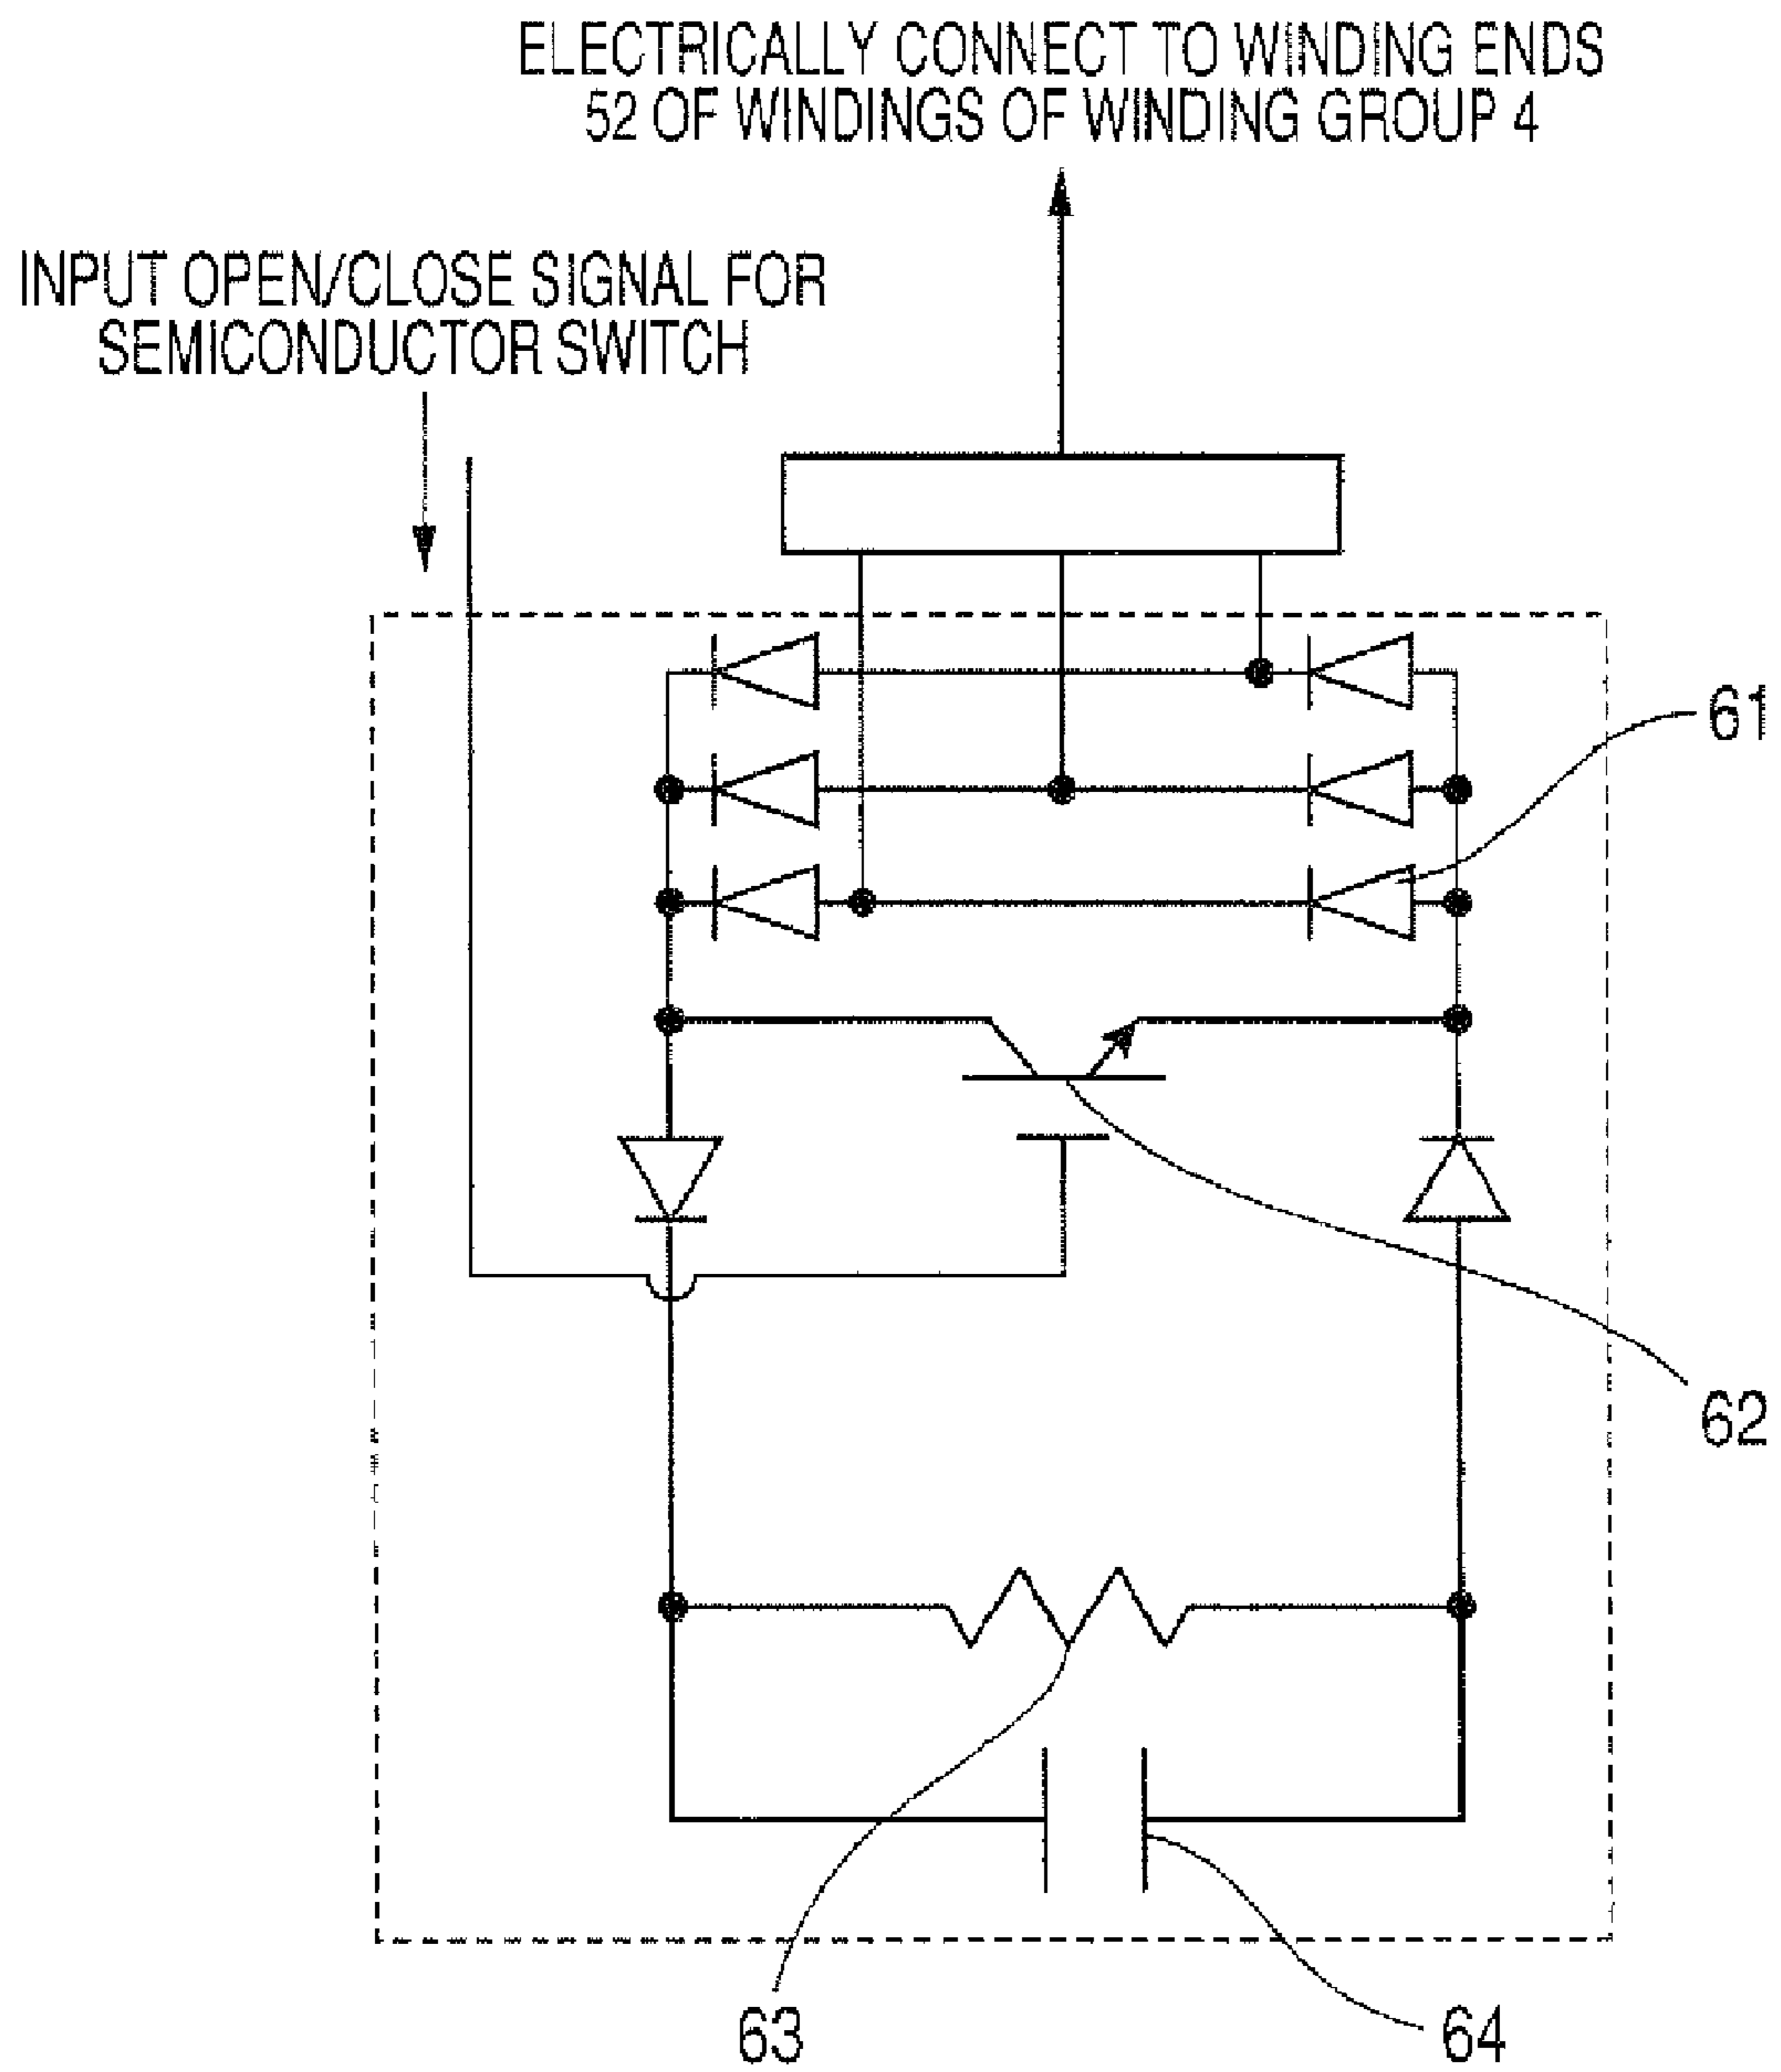 ELECTRICALLY CONNECT TO WINDING ENDS
52 OF WINDINGS OF WINDING GROUP 4
INPUT OPEN/CLOSE SIGNAL FOR
SEMICONDUCTOR SWITCH
61
62
63
64